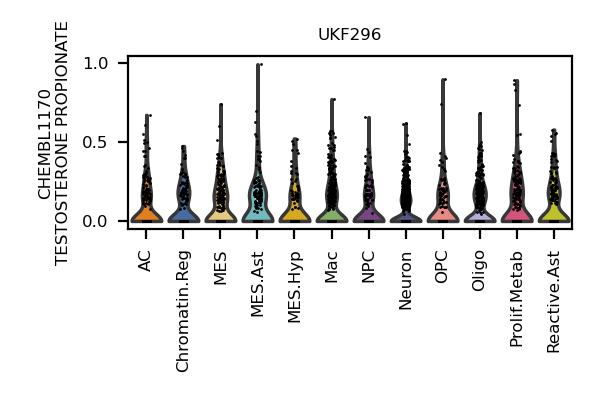 UKF296
CHEMBL1170
TESTOSTERONE PROPIONATE
1.0
0.5
0.0
AC
Chromatin.Reg
MES
MES.Ast
MES.Hyp
Mac
NPC
Neuron
OPC
Oligo
Prolif.Metab
Reactive.Ast